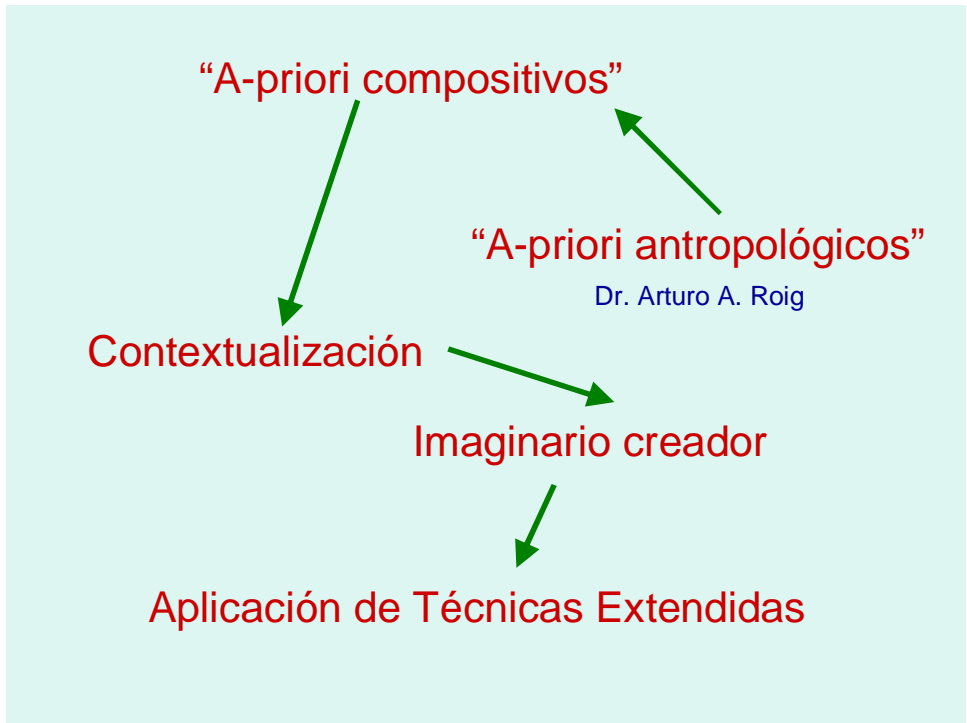 “A-priori compositivos”
“A-priori antropológicos”
Dr. Arturo A. Roig
Contextualización
Imaginario creador
Aplicación de Técnicas Extendidas